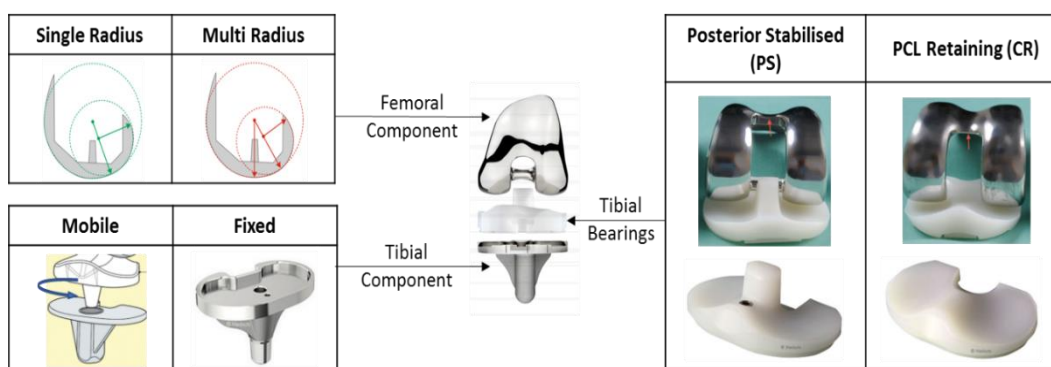 Single Radius
Multi Radius
Femoral
Component
Mobile
Fixed
Tibial
Component
Tibial
Bearings
Posterior Stabilised
(PS)
PCL Retaining (CR)